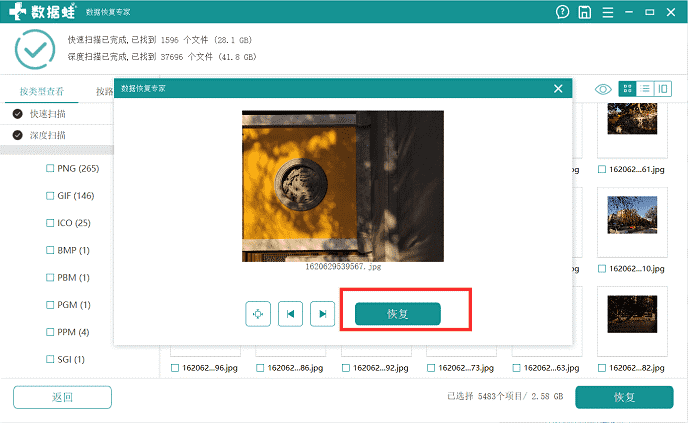 数据蛙 数据恢复专家
快速扫描已完成,已找到 1596 个文件 (28.1 GB)
深度扫描已完成,已找到 37696 个文件 (41.8 GB)
按类型查看 按路
快速扫描
深度扫描
PNG (265)
GIF (146)
ICO (25)
BMP (1)
PBM (1)
PGM (1)
PPM (4)
SGI (1)
数据恢复专家
1620629539567.jpg
恢复
162062...61.jpg
162062...10.jpg
162062...96.jpg 162062...86.jpg 162062...92.jpg 162062...73.jpg 162062...63.jpg 162062...82.jpg
返回 已选择 5483个项目/ 2.58 GB 恢复